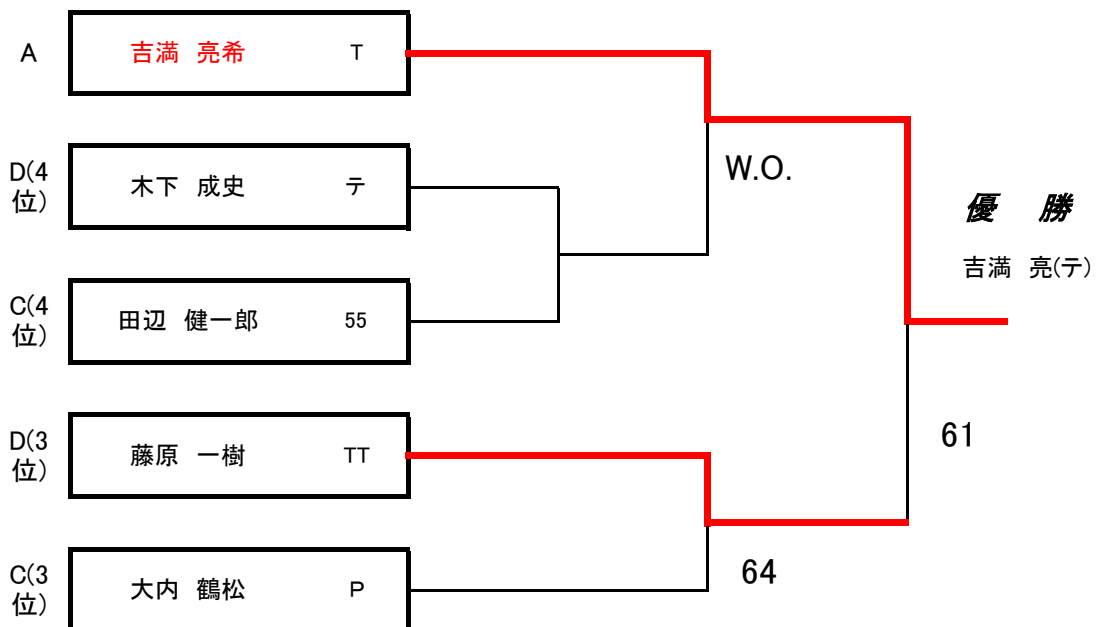 A 吉満 亮希 T
D(4位) 木下 成史 テ
W.O.
優 勝
吉満 亮(テ)
C(4位) 田辺 健一郎 55
D(3位) 藤原 一樹 TT
61
64
C(3位) 大内 鶴松 P